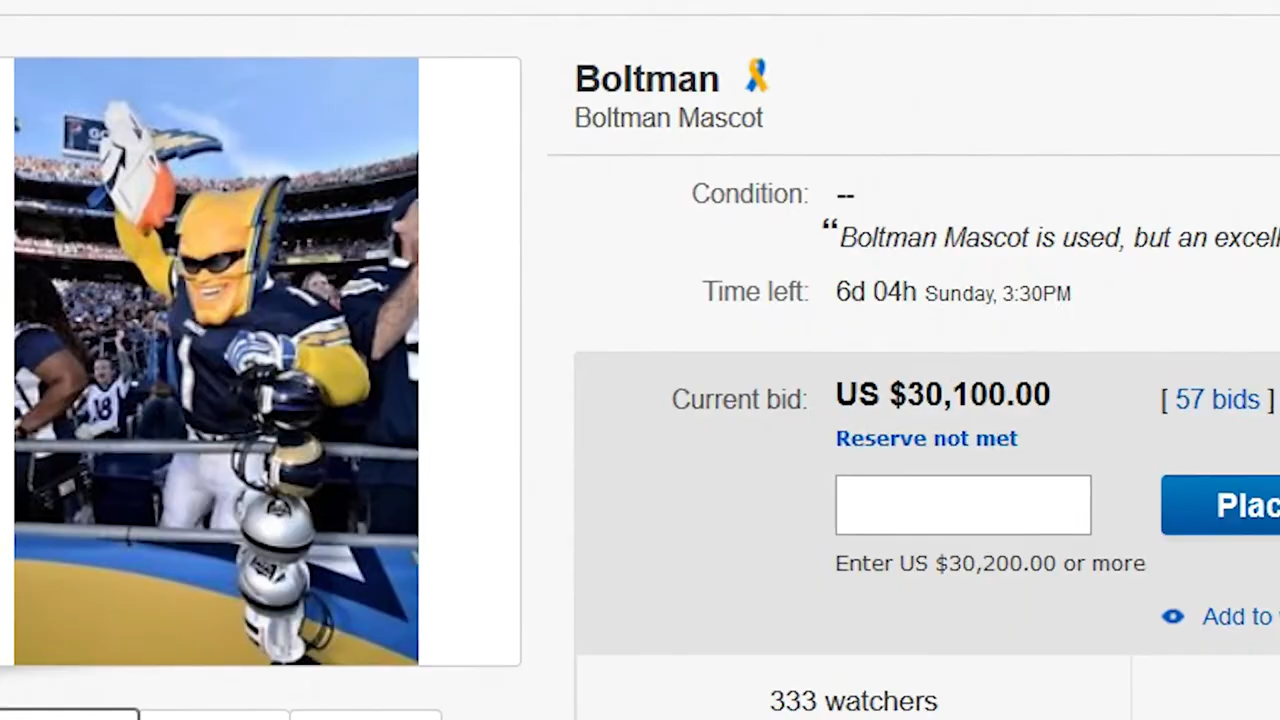 Boltman
Boltman Mascot
Condition: --
“Boltman Mascot is used, but an excell
Time left: 6d 04h Sunday, 3:30PM
Current bid: US $30,100.00 [ 57 bids ]
Reserve not met
Plac
Enter US $30,200.00 or more
Add to
333 watchers
1
18